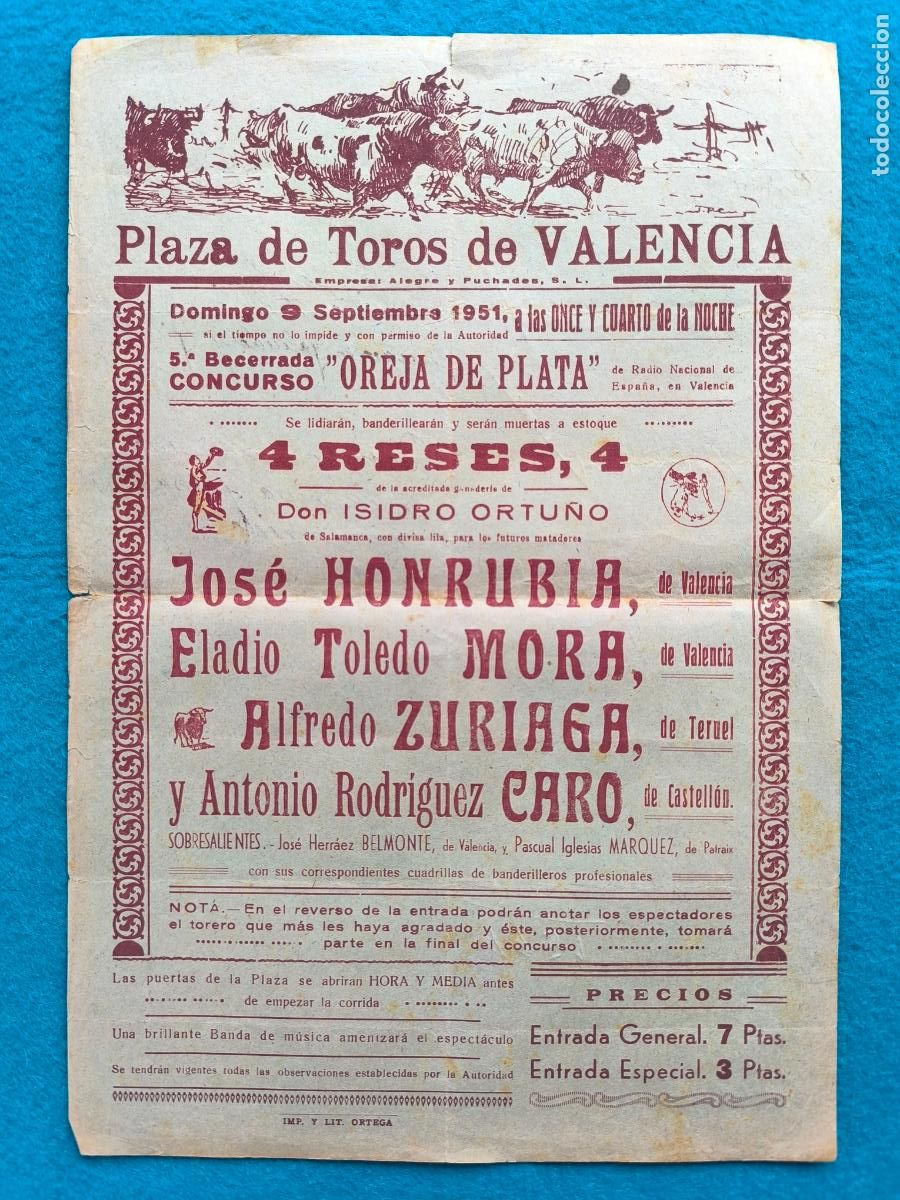 Plaza de Toros de VALENCIA
Empresa: Alegre y Puchades, S. L.
Domingo 9 Septiembre 1951, a las ONCE Y CUARTO de la NOCHE
si el tiempo no lo impide y con permiso de la Autoridad
5.ª Becerrada CONCURSO "OREJA DE PLATA" de Radio Nacional de España, en Valencia
Se lidiarán, banderillearán y serán muertas a estoque
4 RESES, 4
de la acreditada ganadería de
Don ISIDRO ORTUÑO
de Salamanca, con divisa lila, para los futuros matadores
José HONRUBIA, de Valencia
Eladio Toledo MORA, de Valencia
Alfredo ZURIAGA, de Teruel
y Antonio Rodríguez CARO, de Castellón.
SOBRESALIENTES.-José Herráez BELMONTE, de Valencia, y Pascual Iglesias MARQUEZ, de Patraix
con sus correspondientes cuadrillas de banderilleros profesionales
NOTA.—En el reverso de la entrada podrán anotar los espectadores
el torero que más les haya agradado y éste, posteriormente, tomará
parte en la final del concurso
Las puertas de la Plaza se abriran HORA Y MEDIA antes
de empezar la corrida
Una brillante Banda de música amenizará el espectáculo
Se tendrán vigentes todas las observaciones establecidas por la Autoridad
PRECIOS
Entrada General. 7 Ptas.
Entrada Especial. 3 Ptas.
IMP. Y LIT. ORTEGA
todocoleccion